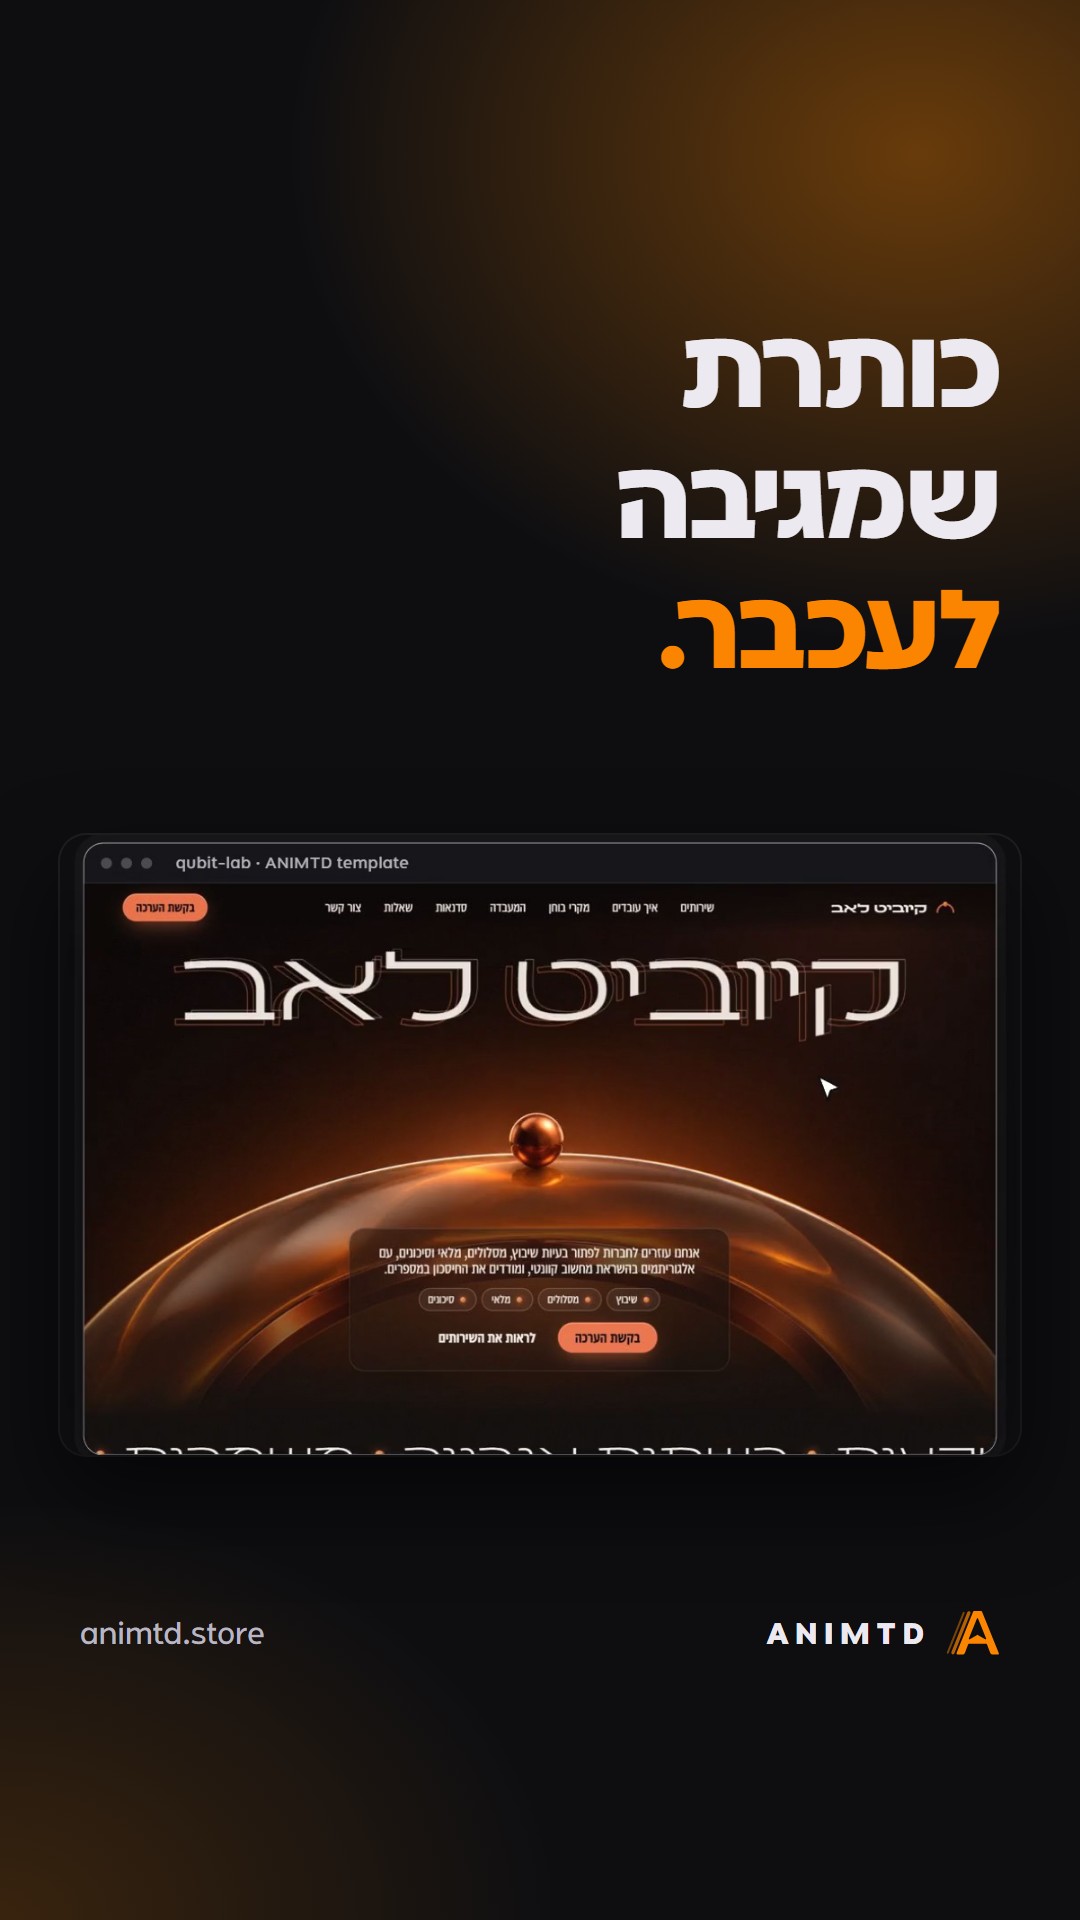 כותרת
שמגיבה
לעכבר.
qubit-lab · ANIMTD template
קיוביט לאב
שירותים
איך עובדים
מקרי בוחן
המעבדה
סדנאות
שאלות
צור קשר
בקשת הערכה
קיוביט לאב
אנחנו עוזרים לחברות לפתור בעיות שיבוץ, מסלולים, מלאי וסיכונים, עם
אלגוריתמים בהשראת מחשוב קוונטי, ומודדים את החיסכון במספרים.
שיבוץ
מסלולים
מלאי
סיכונים
בקשת הערכה
לראות את השירותים
ANIMTD
animtd.store